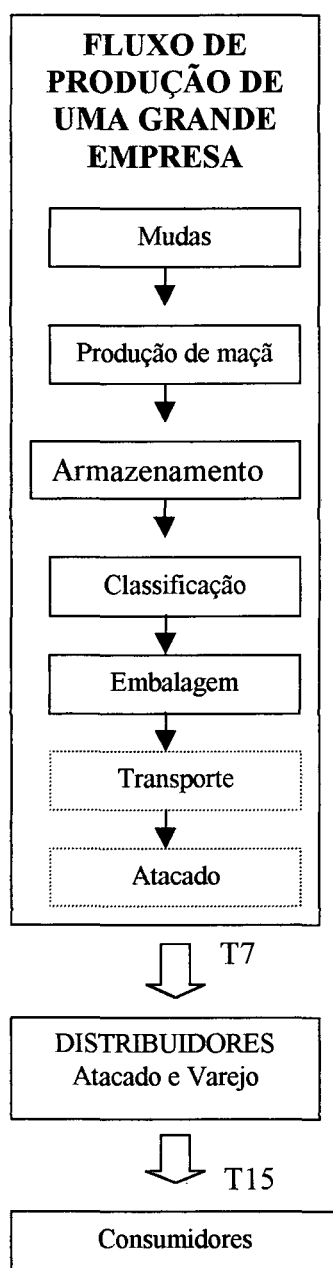 FLUXO DE
PRODUÇÃO DE
UMA GRANDE
EMPRESA
Mudas
Produção de maçã
Armazenamento
Classificação
Embalagem
Transporte
Atacado
T7
DISTRIBUIDORES
Atacado e Varejo
T15
Consumidores